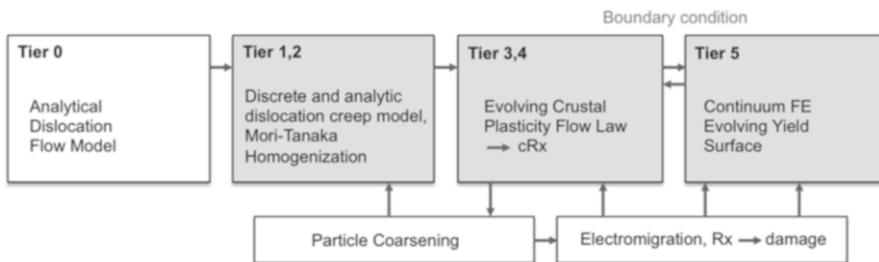 Boundary condition
Tier 0
Analytical
Dislocation
Flow Model
Tier 1,2
Discrete and analytic
dislocation creep model,
Mori-Tanaka
Homogenization
Tier 3,4
Evolving Crustal
Plasticity Flow Law
→ cRx
Tier 5
Continuum FE
Evolving Yield
Surface
Particle Coarsening
Electromigration, Rx → damage